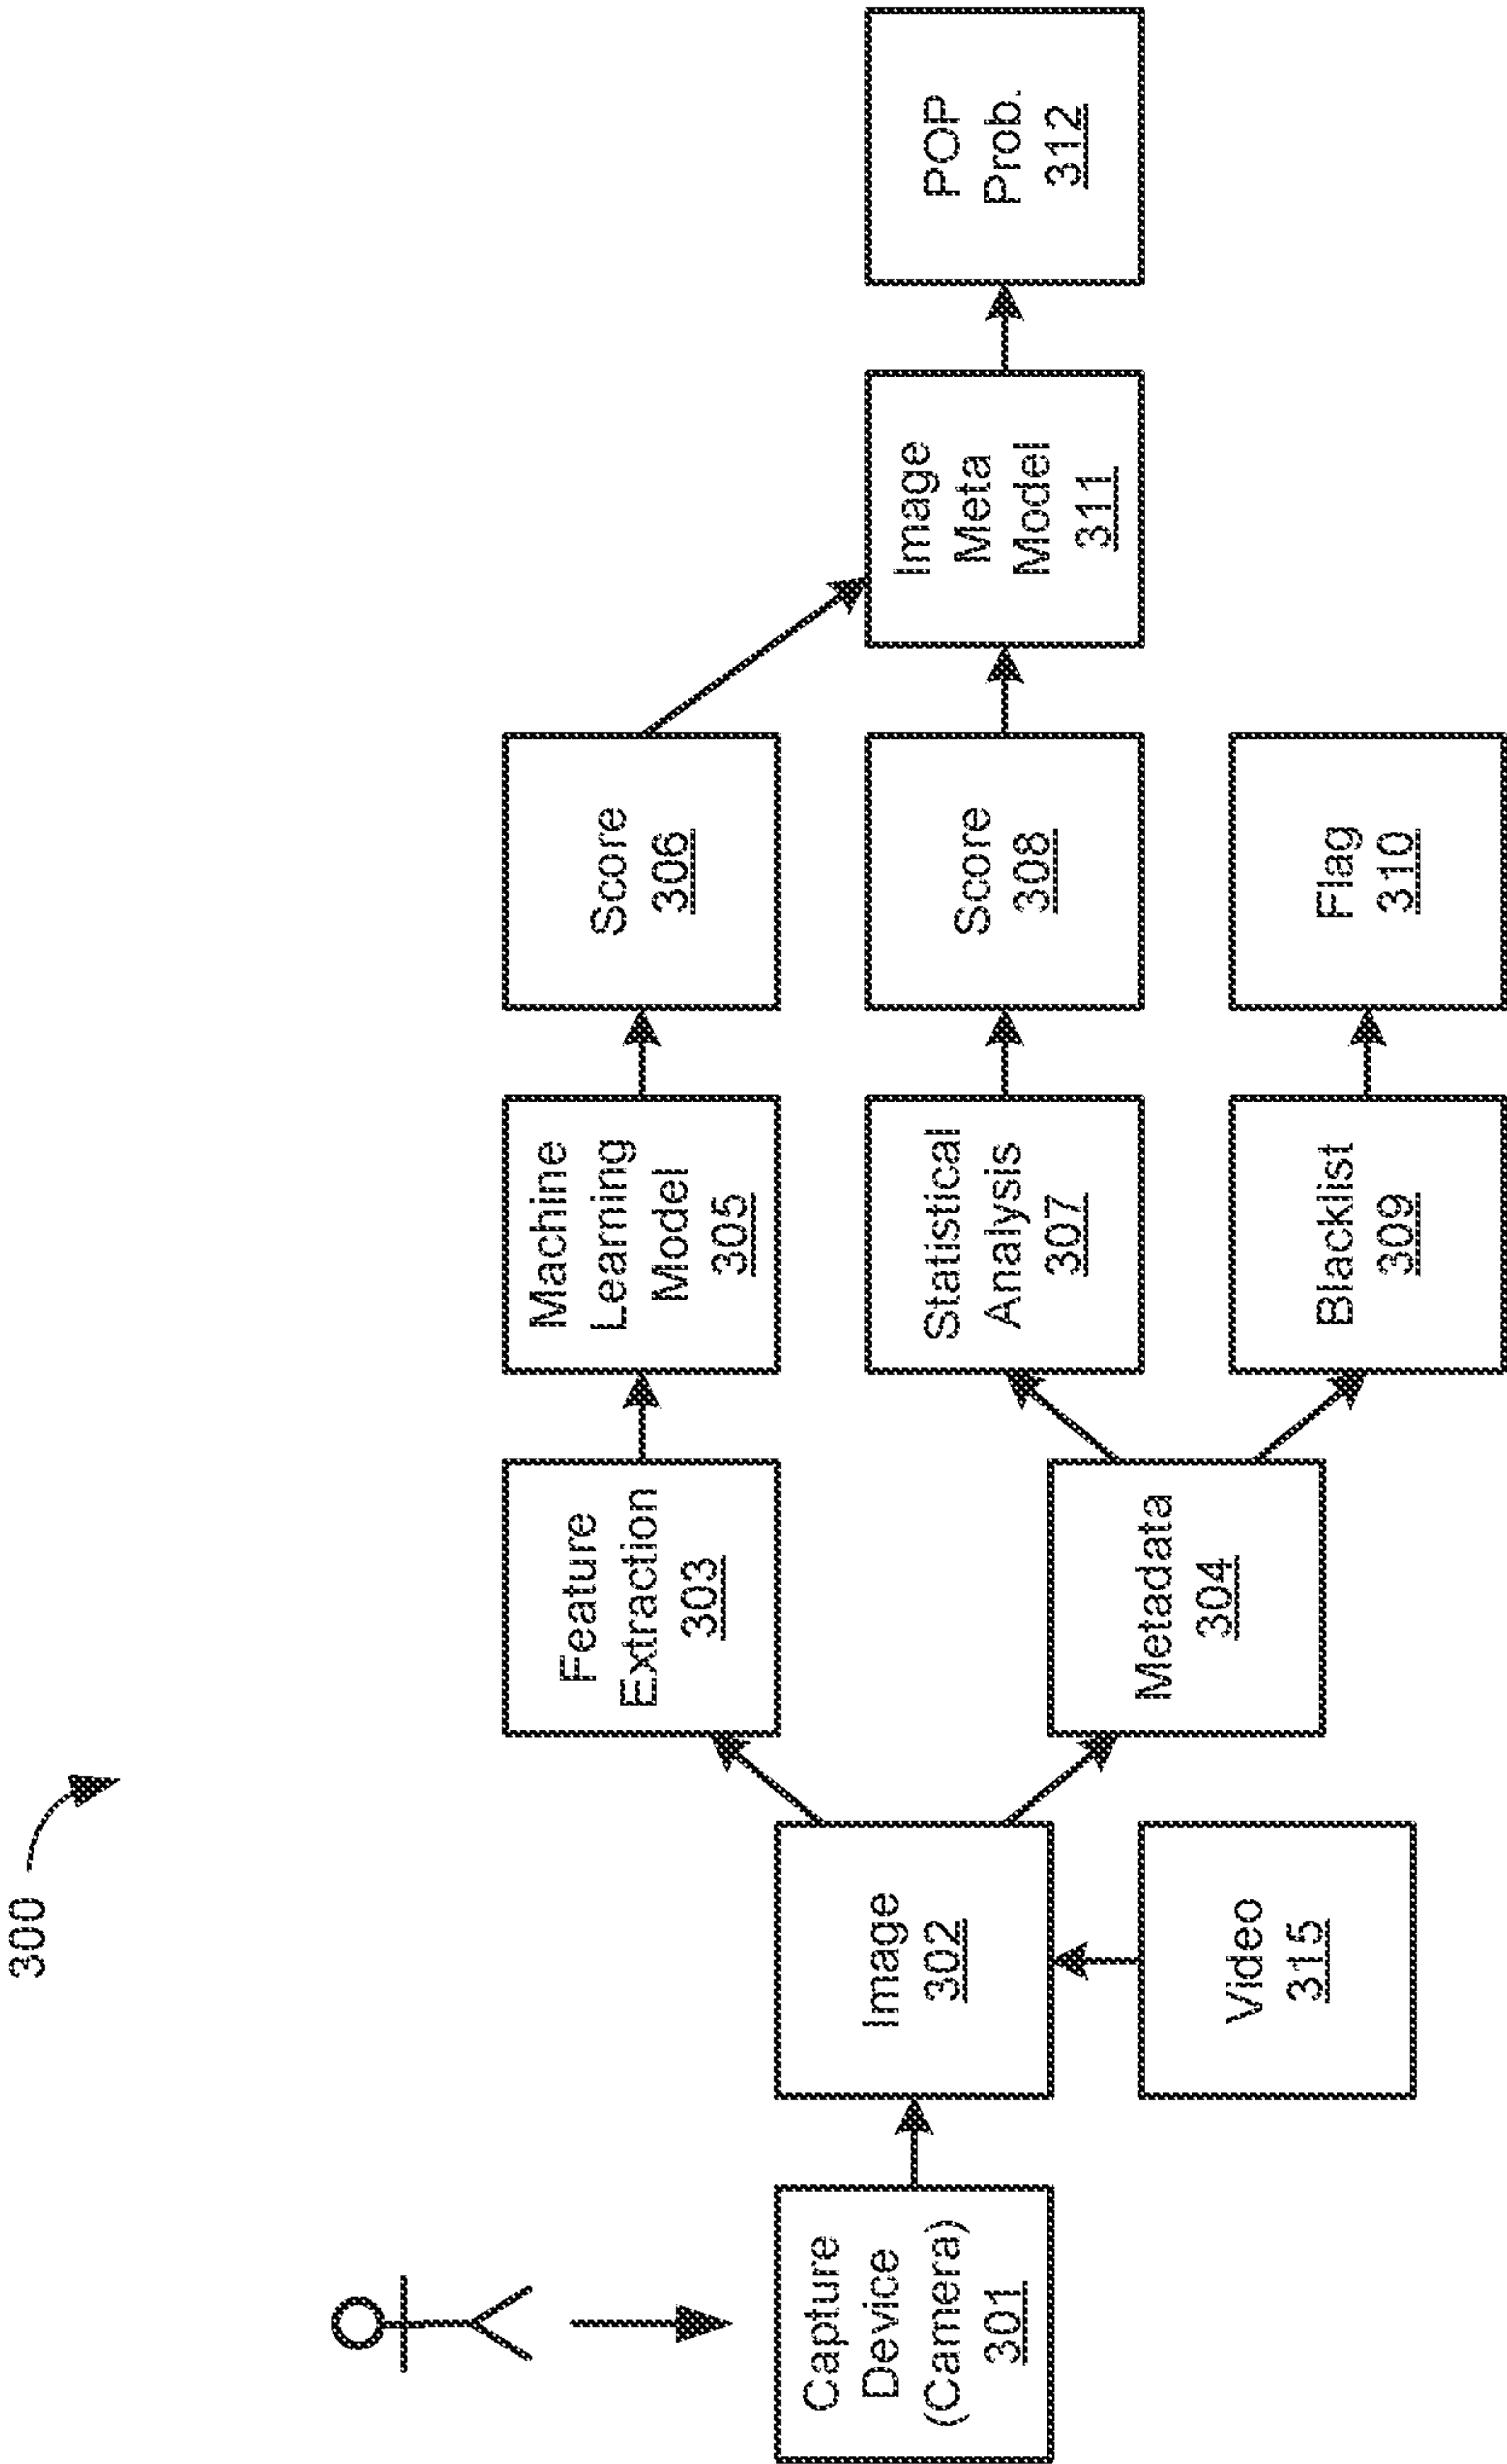 300
Capture
Device
(Camera)
301
Image
302
Video
315
Feature
Extraction
303
Metadata
304
Machine
Learning
Model
305
Statistical
Analysis
307
Blacklist
309
Score
306
Score
308
Flag
310
Image
Meta
Model
311
POP
Prob.
312